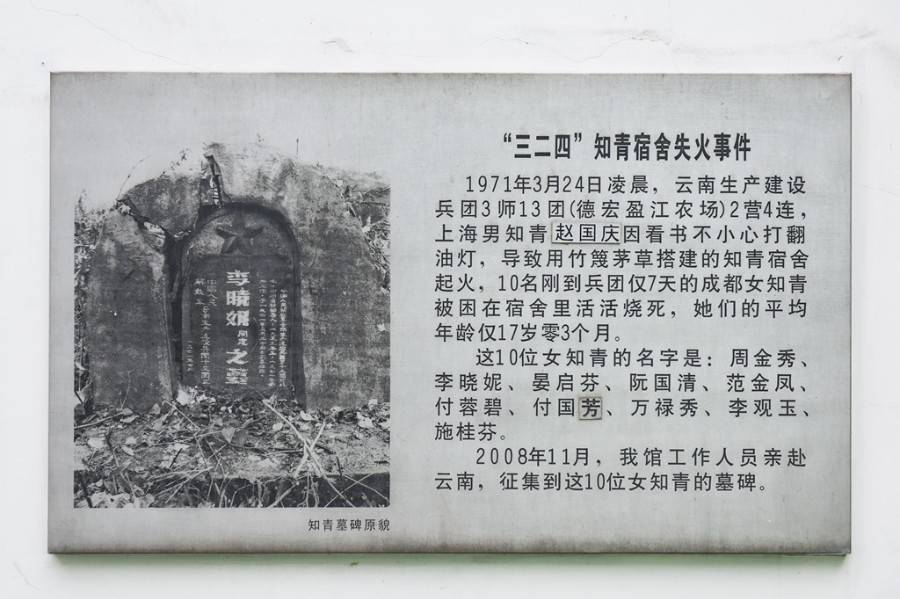 “三二四”知青宿舍失火事件
1971年3月24日凌晨，云南生产建设
兵团3师13团(德宏盈江农场)2营4连，
上海男知青赵国庆因看书不小心打翻
油灯，导致用竹篾茅草搭建的知青宿舍
起火，10名刚到兵团仅7天的成都女知青
被困在宿舍里活活烧死，她们的平均
年龄仅17岁零3个月。
这10位女知青的名字是：周金秀、
李晓妮、晏启芬、阮国清、范金凤、
付蓉碧、付国芳、万禄秀、李观玉、
施桂芬。
2008年11月，我馆工作人员亲赴
云南，征集到这10位女知青的墓碑。
李晓妮同志之墓
知青墓碑原貌